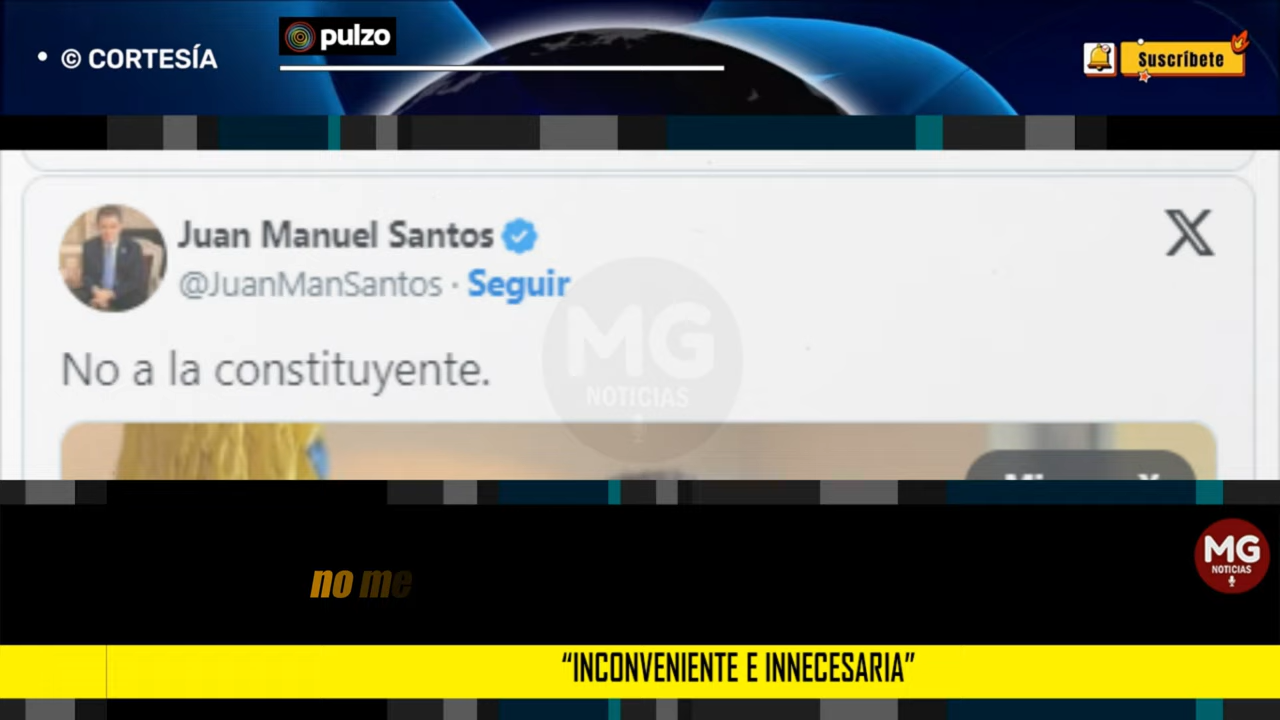 © CORTESÍA
pulzo
Suscríbete
Juan Manuel Santos
@JuanManSantos · Seguir
No a la constituyente.
MG
NOTICIAS
no me
MG
NOTICIAS
“INCONVENIENTE E INNECESARIA”